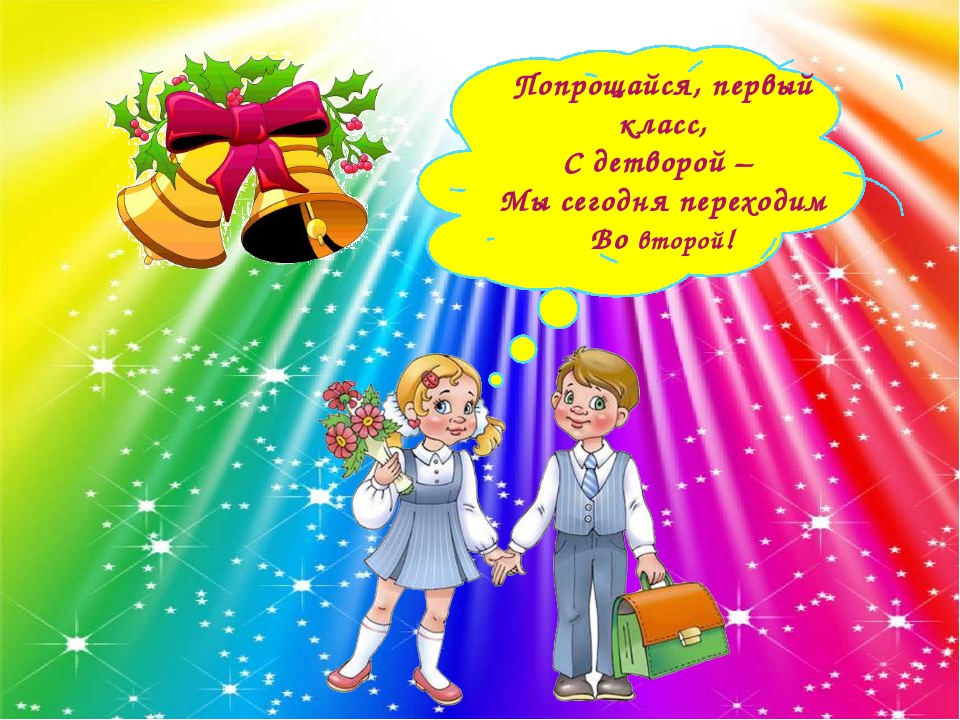 Попрощайся, первый
класс,
С детворой –
Мы сегодня переходим
Во второй!